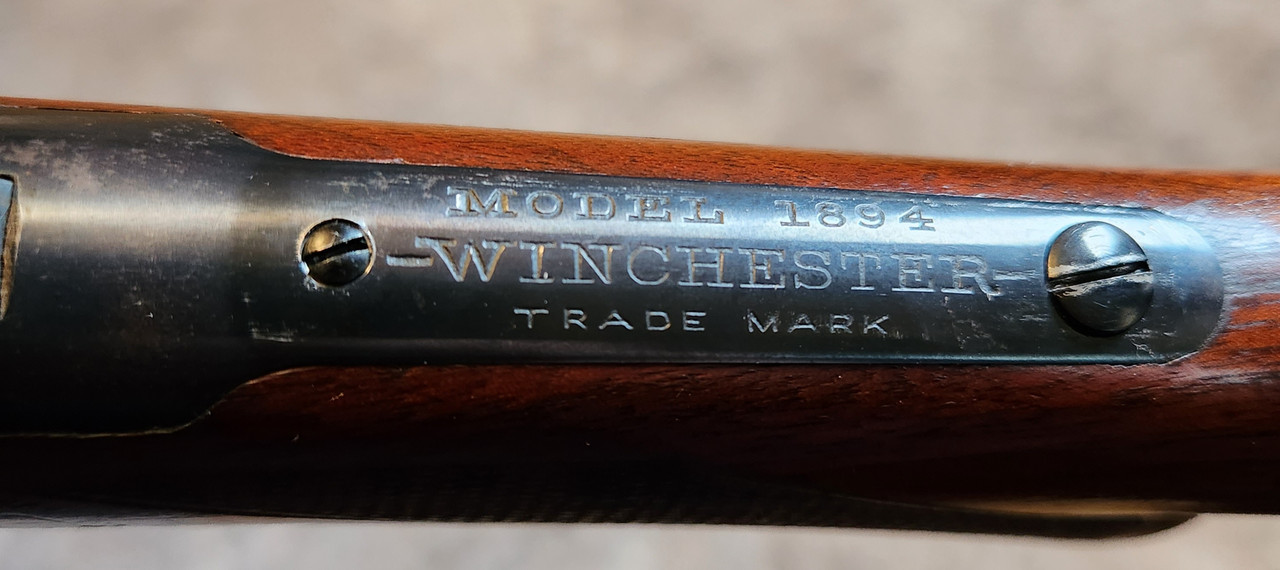 MODEL 1894
-WINCHESTER-
TRADE MARK